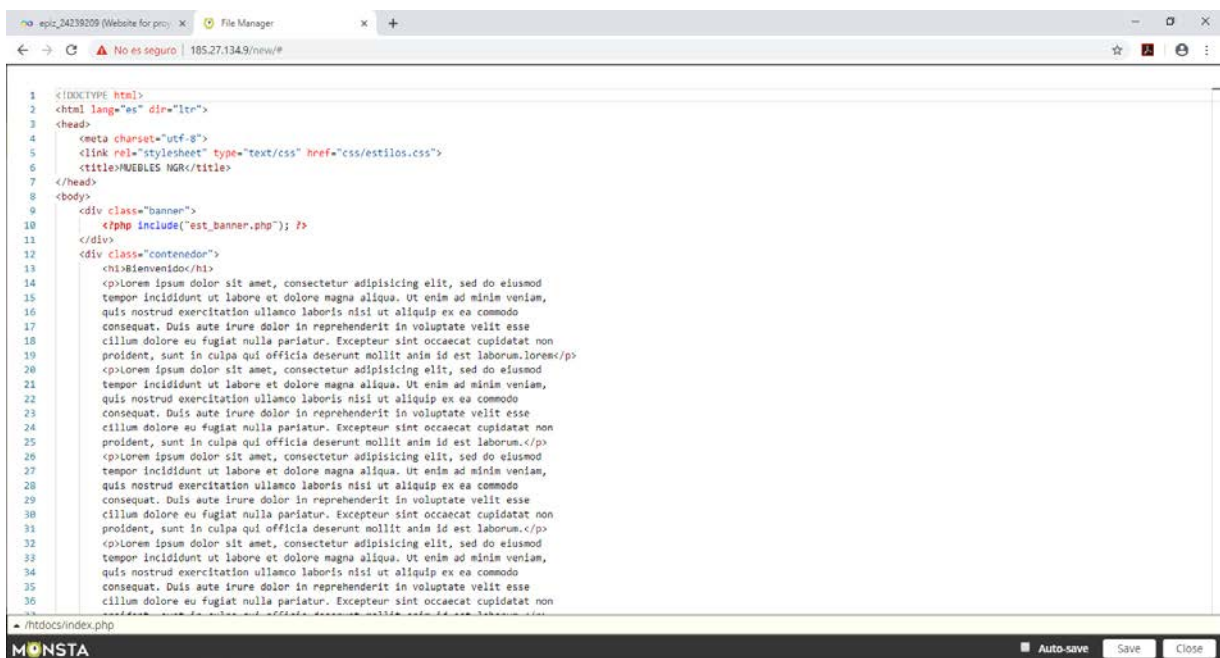 epiz_24239209 (Website for proy
File Manager
No es seguro | 185.27.134.9/new/#
1 <!DOCTYPE html>
2 <html lang="es" dir="ltr">
3 <head>
4 <meta charset="utf-8">
5 <link rel="stylesheet" type="text/css" href="css/estilos.css">
6 <title>MUEBLES NGR</title>
7 </head>
8 <body>
9 <div class="banner">
10 <?php include("est_banner.php"); ?>
11 </div>
12 <div class="contenedor">
13 <h1>Bienvenido</h1>
14 <p>Lorem ipsum dolor sit amet, consectetur adipisicing elit, sed do eiusmod
15 tempor incididunt ut labore et dolore magna aliqua. Ut enim ad minim veniam,
16 quis nostrud exercitation ullamco laboris nisi ut aliquip ex ea commodo
17 consequat. Duis aute irure dolor in reprehenderit in voluptate velit esse
18 cillum dolore eu fugiat nulla pariatur. Excepteur sint occaecat cupidatat non
19 proident, sunt in culpa qui officia deserunt mollit anim id est laborum.lorem</p>
20 <p>Lorem ipsum dolor sit amet, consectetur adipisicing elit, sed do eiusmod
21 tempor incididunt ut labore et dolore magna aliqua. Ut enim ad minim veniam,
22 quis nostrud exercitation ullamco laboris nisi ut aliquip ex ea commodo
23 consequat. Duis aute irure dolor in reprehenderit in voluptate velit esse
24 cillum dolore eu fugiat nulla pariatur. Excepteur sint occaecat cupidatat non
25 proident, sunt in culpa qui officia deserunt mollit anim id est laborum.</p>
26 <p>Lorem ipsum dolor sit amet, consectetur adipisicing elit, sed do eiusmod
27 tempor incididunt ut labore et dolore magna aliqua. Ut enim ad minim veniam,
28 quis nostrud exercitation ullamco laboris nisi ut aliquip ex ea commodo
29 consequat. Duis aute irure dolor in reprehenderit in voluptate velit esse
30 cillum dolore eu fugiat nulla pariatur. Excepteur sint occaecat cupidatat non
31 proident, sunt in culpa qui officia deserunt mollit anim id est laborum.</p>
32 <p>Lorem ipsum dolor sit amet, consectetur adipisicing elit, sed do eiusmod
33 tempor incididunt ut labore et dolore magna aliqua. Ut enim ad minim veniam,
34 quis nostrud exercitation ullamco laboris nisi ut aliquip ex ea commodo
35 consequat. Duis aute irure dolor in reprehenderit in voluptate velit esse
36 cillum dolore eu fugiat nulla pariatur. Excepteur sint occaecat cupidatat non
/htdocs/index.php
MONSTA
Auto-save Save Close